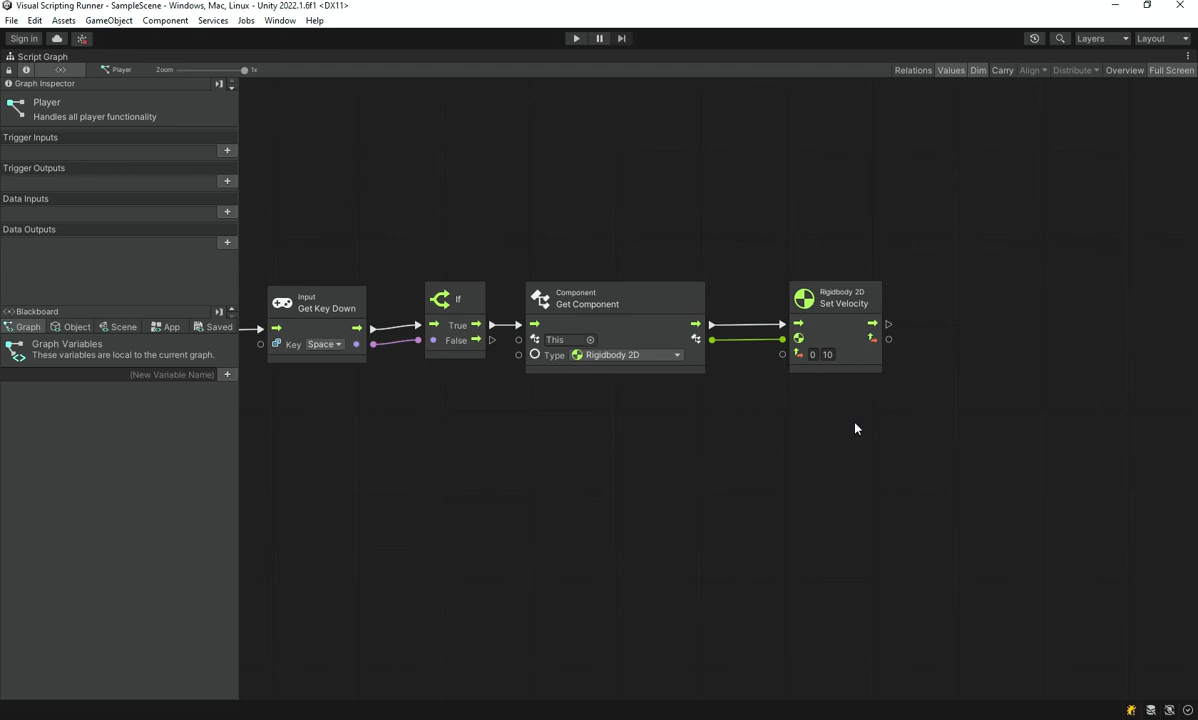 Visual Scripting Runner - SampleScene - Windows, Mac, Linux - Unity 2022.1.6f1 <DX11>
File Edit Assets GameObject Component Services Jobs Window Help
Sign in Layers Layout
Script Graph
<×> Player Zoom 1x Relations Values Dim Carry Align Distribute Overview Full Screen
Graph Inspector
Player
Handles all player functionality
Trigger Inputs
+
Trigger Outputs
+
Data Inputs
+
Data Outputs
+
<×> Blackboard
Graph Object Scene App Saved
Graph Variables
These variables are local to the current graph.
(New Variable Name) +
Input
Get Key Down
Key Space
If
True
False
Component
Get Component
This
Type Rigidbody 2D
Rigidbody 2D
Set Velocity
0 10